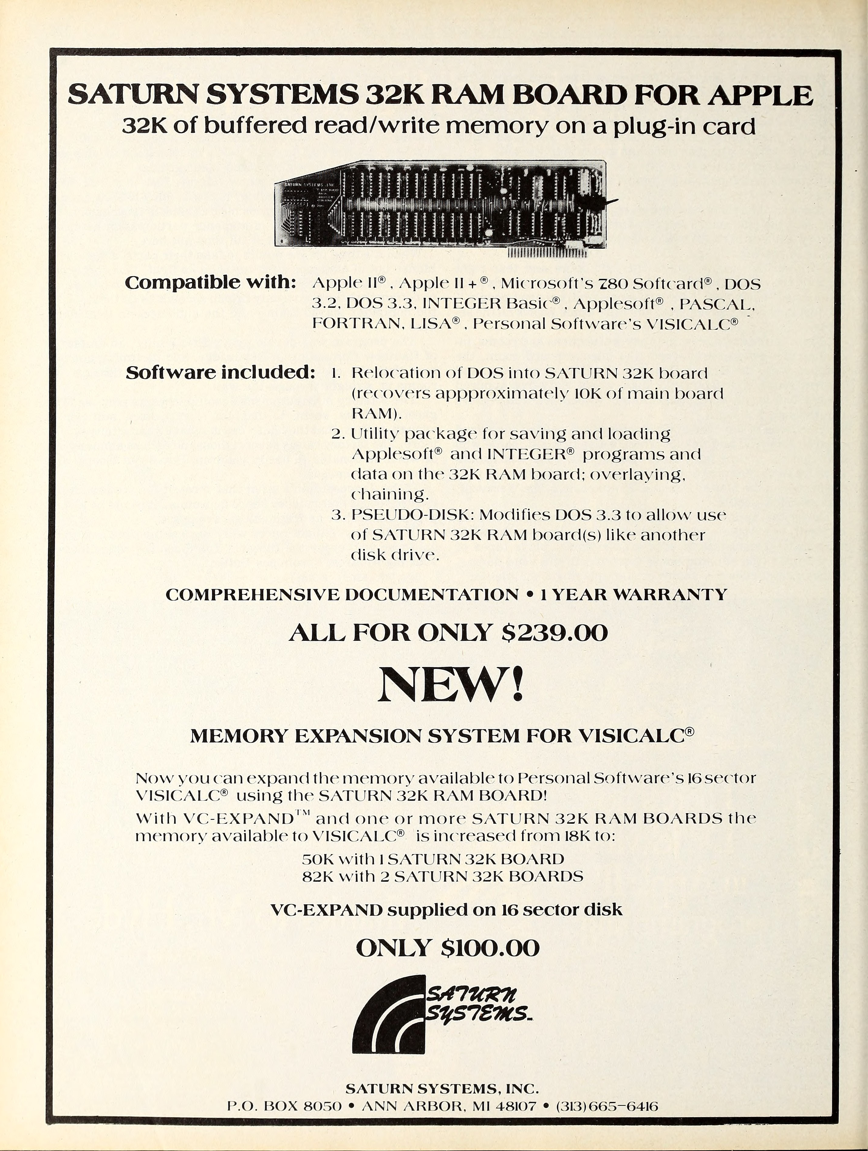 SATURN SYSTEMS 32K RAM BOARD FOR APPLE
32K of buffered read/write memory on a plug-in card
SATURN SYSTEMS, INC.
Compatible with: Apple II®, Apple II+®, Microsoft's Z80 Softcard®, DOS
3.2, DOS 3.3, INTEGER Basic®, Applesoft®, PASCAL,
FORTRAN, LISA®, Personal Software's VISICALC®
Software included: 1. Relocation of DOS into SATURN 32K board
(recovers appproximately 10K of main board
RAM).
2. Utility package for saving and loading
Applesoft® and INTEGER® programs and
data on the 32K RAM board; overlaying,
chaining.
3. PSEUDO-DISK: Modifies DOS 3.3 to allow use
of SATURN 32K RAM board(s) like another
disk drive.
COMPREHENSIVE DOCUMENTATION • 1 YEAR WARRANTY
ALL FOR ONLY $239.00
NEW!
MEMORY EXPANSION SYSTEM FOR VISICALC®
Now you can expand the memory available to Personal Software's 16 sector
VISICALC® using the SATURN 32K RAM BOARD!
With VC-EXPAND™ and one or more SATURN 32K RAM BOARDS the
memory available to VISICALC® is increased from 18K to:
50K with 1 SATURN 32K BOARD
82K with 2 SATURN 32K BOARDS
VC-EXPAND supplied on 16 sector disk
ONLY $100.00
SATURN
SYSTEMS™
SATURN SYSTEMS, INC.
P.O. BOX 8050 • ANN ARBOR, MI 48107 • (313) 665-6416